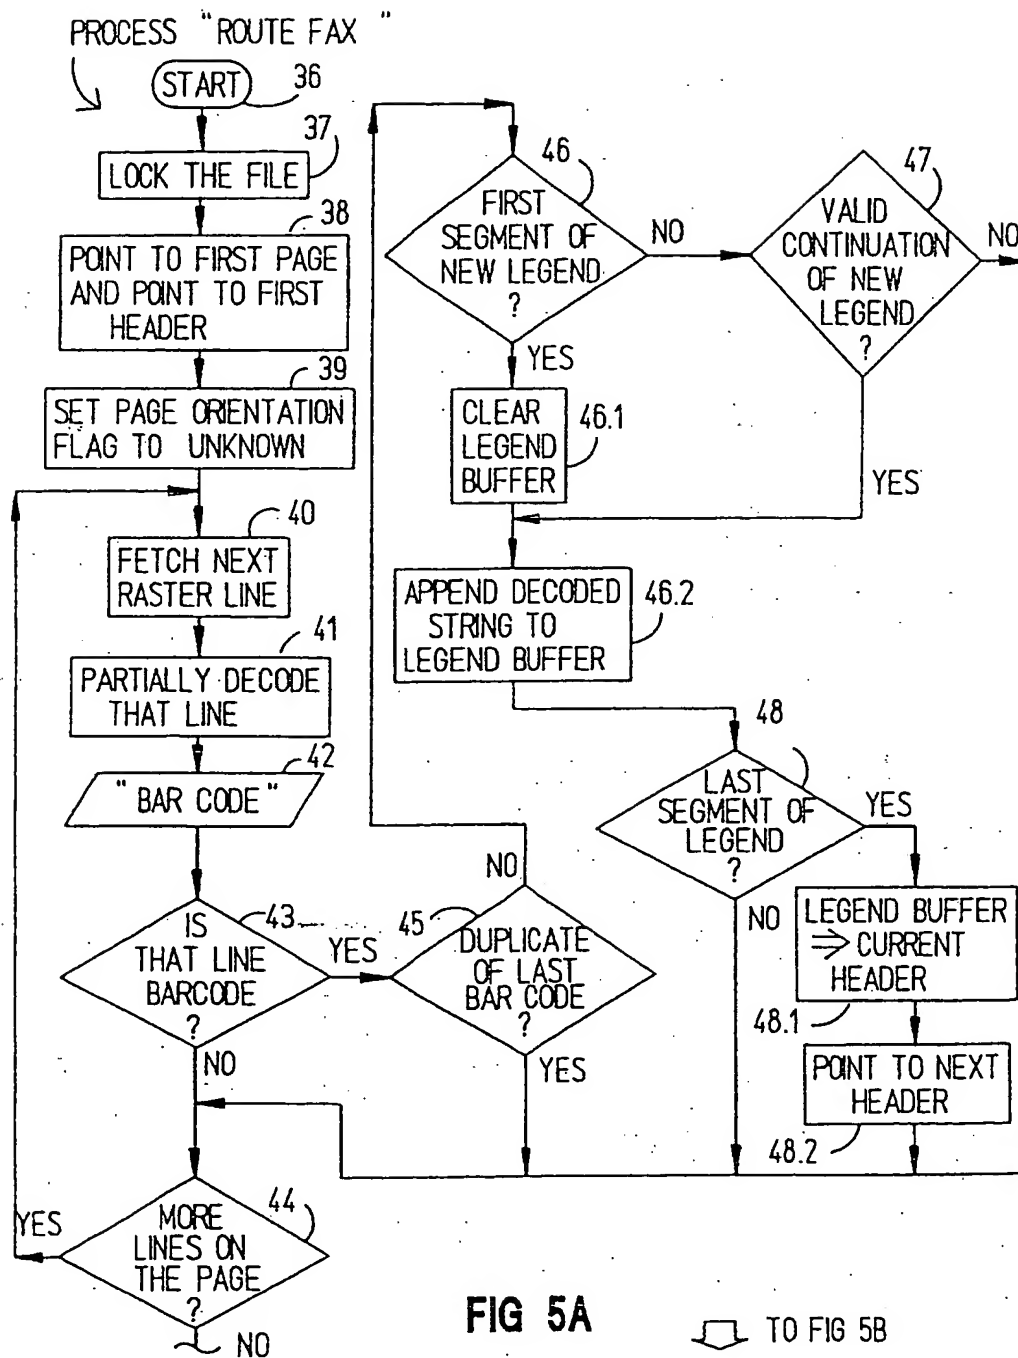 PROCESS "ROUTE FAX"
START
36
37
LOCK THE FILE
38
POINT TO FIRST PAGE
AND POINT TO FIRST
HEADER
39
SET PAGE ORIENTATION
FLAG TO UNKNOWN
40
FETCH NEXT
RASTER LINE
41
PARTIALLY DECODE
THAT LINE
42
"BAR CODE"
43
IS
THAT LINE
BARCODE
?
YES
NO
44
MORE
LINES ON
THE PAGE
?
YES
NO
45
DUPLICATE
OF LAST
BAR CODE
?
NO
YES
46
FIRST
SEGMENT OF
NEW LEGEND
?
NO
YES
47
VALID
CONTINUATION
OF NEW
LEGEND
?
NO
YES
CLEAR
LEGEND
BUFFER
46.1
APPEND DECODED
STRING TO
LEGEND BUFFER
46.2
48
LAST
SEGMENT OF
LEGEND
?
YES
NO
LEGEND BUFFER
⇒ CURRENT
HEADER
48.1
POINT TO NEXT
HEADER
48.2
FIG 5A
TO FIG 5B